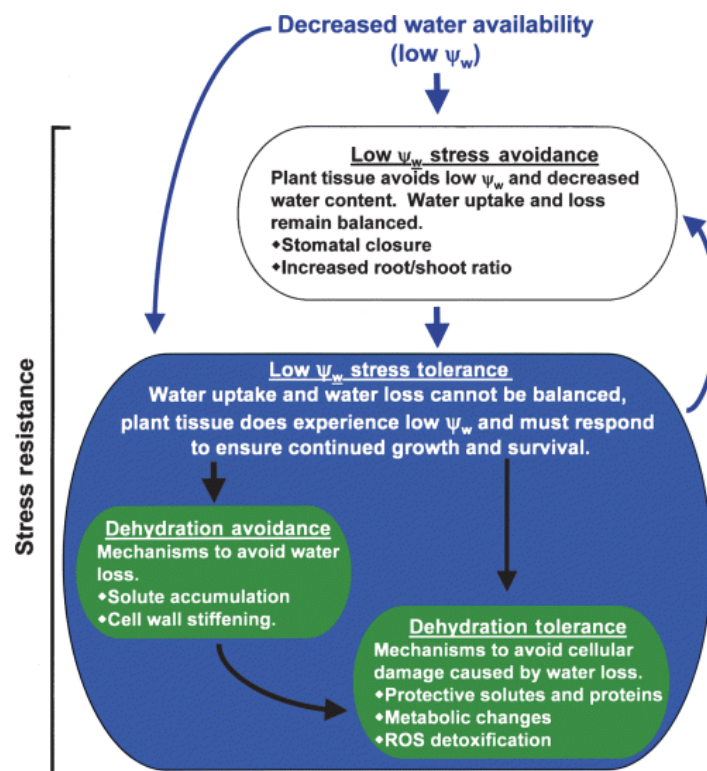 Decreased water availability
(low Ψw)
Low Ψw stress avoidance
Plant tissue avoids low Ψw and decreased
water content. Water uptake and loss
remain balanced.
◆Stomatal closure
◆Increased root/shoot ratio
Stress resistance
Low Ψw stress tolerance
Water uptake and water loss cannot be balanced,
plant tissue does experience low Ψw and must respond
to ensure continued growth and survival.
Dehydration avoidance
Mechanisms to avoid water
loss.
◆Solute accumulation
◆Cell wall stiffening.
Dehydration tolerance
Mechanisms to avoid cellular
damage caused by water loss.
◆Protective solutes and proteins
◆Metabolic changes
◆ROS detoxification